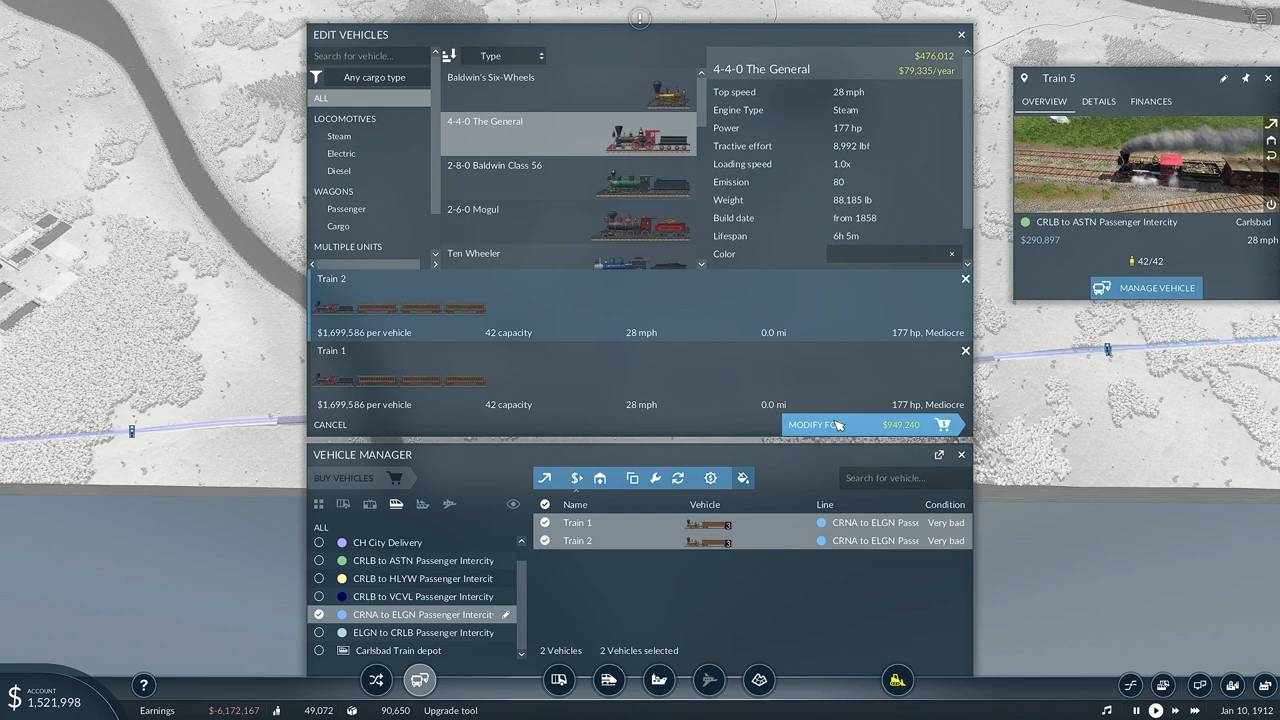 !
EDIT VEHICLES
Search for vehicle...
Type
Any cargo type
ALL
LOCOMOTIVES
Steam
Electric
Diesel
WAGONS
Passenger
Cargo
MULTIPLE UNITS
Baldwin's Six-Wheels
4-4-0 The General
2-8-0 Baldwin Class 56
2-6-0 Mogul
Ten Wheeler
4-4-0 The General
$476,012
$79,335/year
Top speed 28 mph
Engine Type Steam
Power 177 hp
Tractive effort 8,992 lbf
Loading speed 1.0x
Emission 80
Weight 88,185 lb
Build date from 1858
Lifespan 6h 5m
Color
Train 2
$1,699,586 per vehicle 42 capacity 28 mph 0.0 mi 177 hp, Mediocre
Train 1
$1,699,586 per vehicle 42 capacity 28 mph 0.0 mi 177 hp, Mediocre
CANCEL
MODIFY FO $949,240
Train 5
OVERVIEW DETAILS FINANCES
CRLB to ASTN Passenger Intercity Carlsbad
$290,897 28 mph
42/42
MANAGE VEHICLE
VEHICLE MANAGER
BUY VEHICLES
Search for vehicle...
ALL
CH City Delivery
CRLB to ASTN Passenger Intercity
CRLB to HLYW Passenger Intercit
CRLB to VCVL Passenger Intercity
CRNA to ELGN Passenger Intercit
ELGN to CRLB Passenger Intercity
Carlsbad Train depot
Name Vehicle Line Condition
Train 1 3 CRNA to ELGN Passe Very bad
Train 2 3 CRNA to ELGN Passe Very bad
2 Vehicles 2 Vehicles selected
$ ACCOUNT
1,521,998
?
Earnings $-6,172,167 49,072 90,650 Upgrade tool
Jan 10, 1912